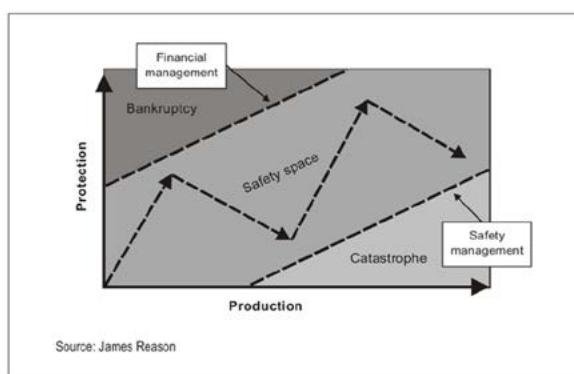 Financial
management
Bankruptcy
Safety space
Protection
Safety
management
Catastrophe
Production
Source: James Reason